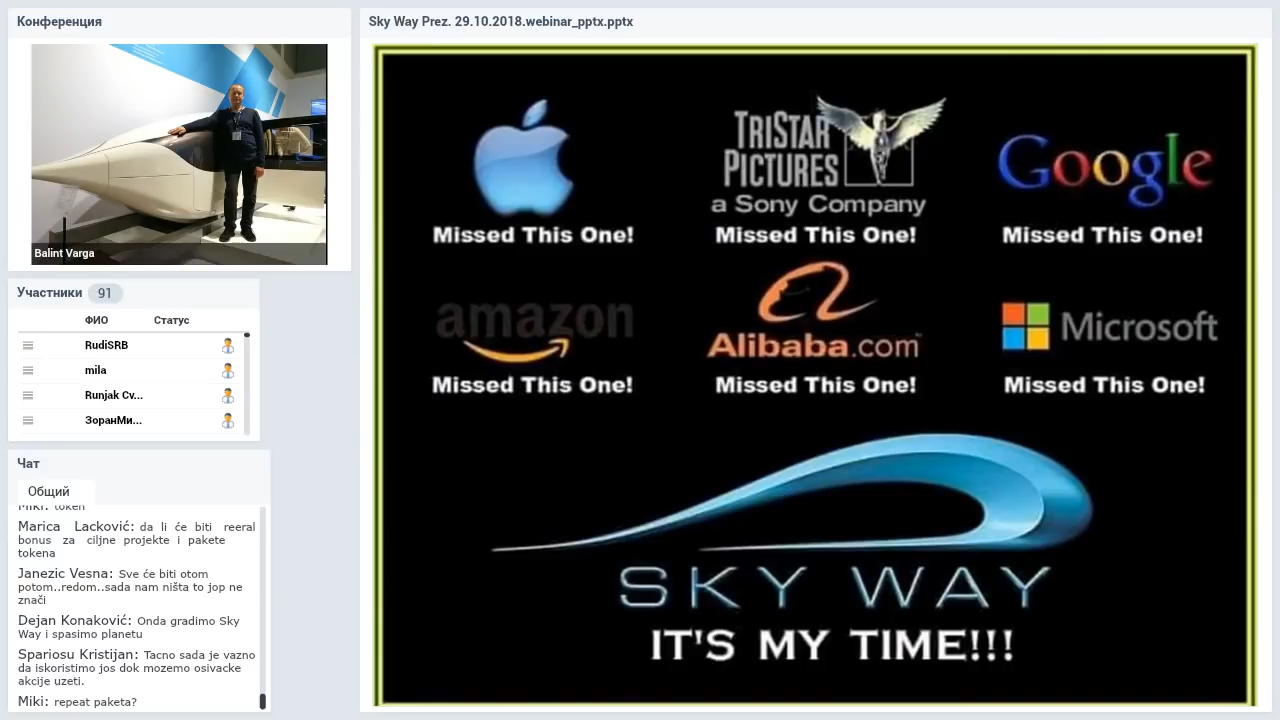 Конференция
Balint Varga
Участники 91
ФИО Статус
RudiSRB
mila
Runjak Cv...
ЗоранМи...
Чат
Общий
Miki: token
Marica Lacković: da li će biti reeral
bonus za ciljne projekte i pakete
tokena
Janezic Vesna: Sve će biti otom
potom..redom..sada nam ništa to jop ne
znači
Dejan Konaković: Onda gradimo Sky
Way i spasimo planetu
Spariosu Kristijan: Tacno sada je vazno
da iskoristimo jos dok mozemo osivacke
akcije uzeti.
Miki: repeat paketa?
Sky Way Prez. 29.10.2018.webinar_pptx.pptx
TRISTAR
PICTURES
a Sony Company
Google
Missed This One! Missed This One! Missed This One!
amazon Alibaba.com™ Microsoft
Missed This One! Missed This One! Missed This One!
SKY WAY
IT'S MY TIME!!!